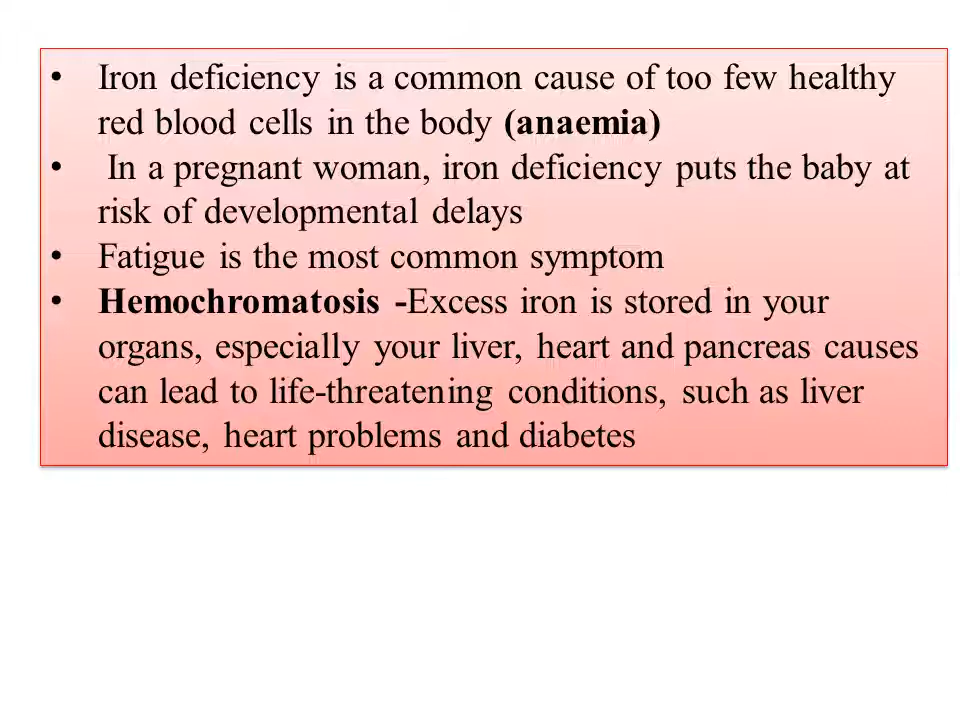 • Iron deficiency is a common cause of too few healthy
red blood cells in the body (anaemia)
• In a pregnant woman, iron deficiency puts the baby at
risk of developmental delays
• Fatigue is the most common symptom
• Hemochromatosis -Excess iron is stored in your
organs, especially your liver, heart and pancreas causes
can lead to life-threatening conditions, such as liver
disease, heart problems and diabetes